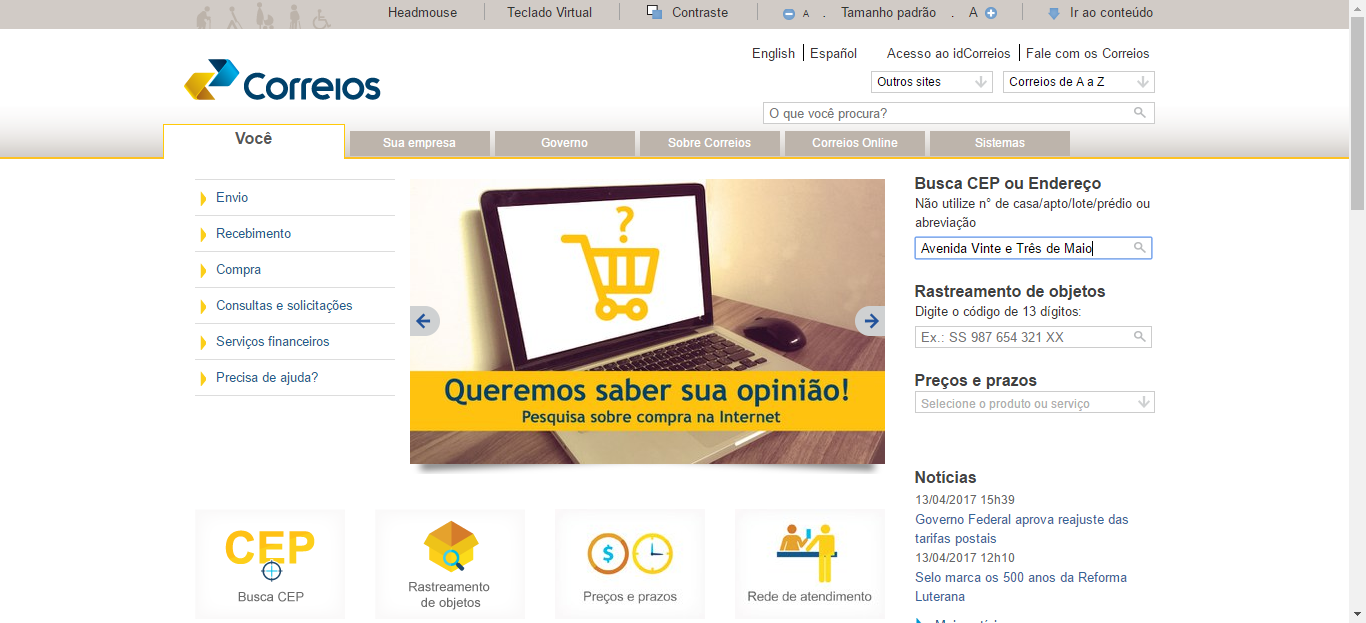 Headmouse
Teclado Virtual
Contraste
A . Tamanho padrão . A
Ir ao conteúdo
English
Español
Acesso ao idCorreios
Fale com os Correios
Correios
Outros sites
Correios de A a Z
O que você procura?
Você
Sua empresa
Governo
Sobre Correios
Correios Online
Sistemas
Envio
Recebimento
Compra
Consultas e solicitações
Serviços financeiros
Precisa de ajuda?
?
Queremos saber sua opinião!
Pesquisa sobre compra na Internet
Busca CEP ou Endereço
Não utilize n° de casa/apto/lote/prédio ou
abreviação
Avenida Vinte e Três de Maio
Rastreamento de objetos
Digite o código de 13 dígitos:
Ex.: SS 987 654 321 XX
Preços e prazos
Selecione o produto ou serviço
Notícias
13/04/2017 15h39
Governo Federal aprova reajuste das
tarifas postais
13/04/2017 12h10
Selo marca os 500 anos da Reforma
Luterana
CEP
Busca CEP
Rastreamento
de objetos
$
Preços e prazos
Rede de atendimento